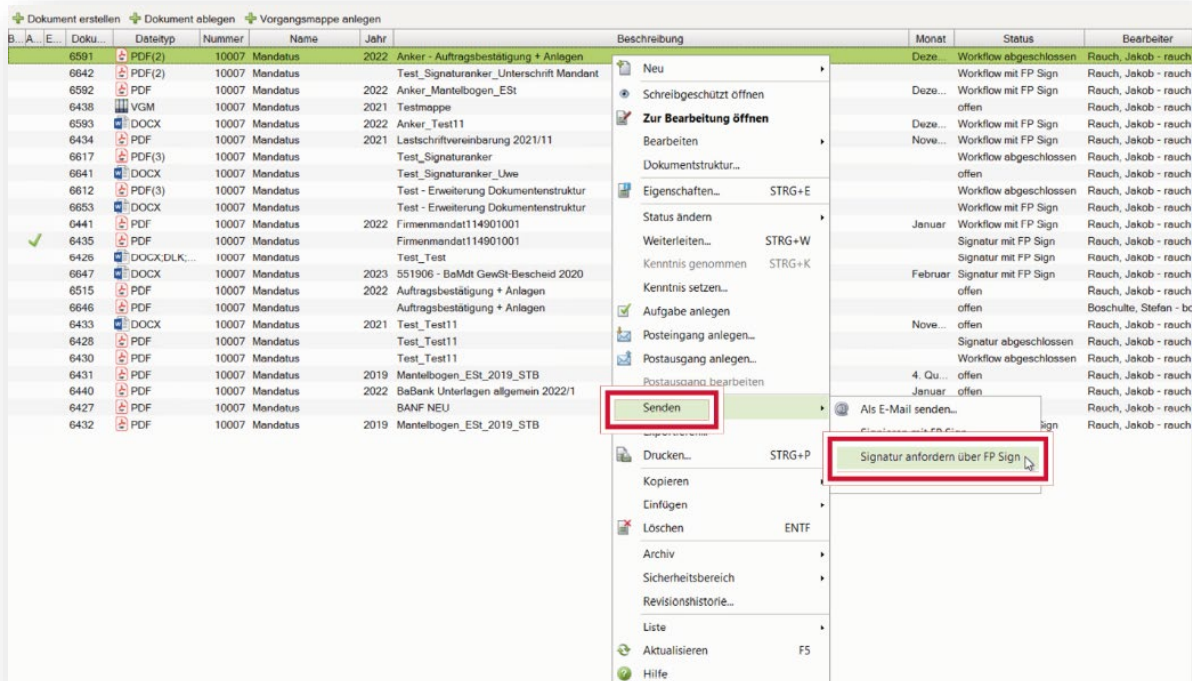 Dokument erstellen Dokument ablegen Vorgangsmappe anlegen
B... A... E... Doku... Dateityp Nummer Name Jahr Beschreibung Monat Status Bearbeiter
6591 PDF(2) 10007 Mandatus 2022 Anker - Auftragsbestätigung + Anlagen Deze... Workflow abgeschlossen Rauch, Jakob - rauch
6642 PDF(2) 10007 Mandatus Test_Signaturanker_Unterschrift Mandant Workflow mit FP Sign Rauch, Jakob - rauch
6592 PDF 10007 Mandatus 2022 Anker_Mantelbogen_ESt Deze... Workflow mit FP Sign Rauch, Jakob - rauch
6438 VGM 10007 Mandatus 2021 Testmappe offen Rauch, Jakob - rauch
6593 DOCX 10007 Mandatus 2022 Anker_Test11 Deze... Workflow mit FP Sign Rauch, Jakob - rauch
6434 PDF 10007 Mandatus 2021 Lastschriftvereinbarung 2021/11 Nove... Workflow mit FP Sign Rauch, Jakob - rauch
6617 PDF(3) 10007 Mandatus Test_Signaturanker Workflow abgeschlossen Rauch, Jakob - rauch
6641 DOCX 10007 Mandatus Test_Signaturanker_Uwe offen Rauch, Jakob - rauch
6612 PDF(3) 10007 Mandatus Test - Erweiterung Dokumentenstruktur Workflow abgeschlossen Rauch, Jakob - rauch
6653 DOCX 10007 Mandatus Test - Erweiterung Dokumentenstruktur Workflow mit FP Sign Rauch, Jakob - rauch
6441 PDF 10007 Mandatus 2022 Firmenmandat114901001 Januar Workflow mit FP Sign Rauch, Jakob - rauch
6435 PDF 10007 Mandatus Firmenmandat114901001 Signatur mit FP Sign Rauch, Jakob - rauch
6426 DOCX;DLK;... 10007 Mandatus Test_Test Signatur mit FP Sign Rauch, Jakob - rauch
6647 DOCX 10007 Mandatus 2023 551906 - BaMdt GewSt-Bescheid 2020 Februar Signatur mit FP Sign Rauch, Jakob - rauch
6515 PDF 10007 Mandatus 2022 Auftragsbestätigung + Anlagen offen Rauch, Jakob - rauch
6646 PDF 10007 Mandatus Auftragsbestätigung + Anlagen offen Boschulte, Stefan - bo
6433 DOCX 10007 Mandatus 2021 Test_Test11 Nove... offen Rauch, Jakob - rauch
6428 PDF 10007 Mandatus Test_Test11 Signatur abgeschlossen Rauch, Jakob - rauch
6430 PDF 10007 Mandatus Test_Test11 Workflow abgeschlossen Rauch, Jakob - rauch
6431 PDF 10007 Mandatus 2019 Mantelbogen_ESt_2019_STB 4. Qu... offen Rauch, Jakob - rauch
6440 PDF 10007 Mandatus 2022 BaBank Unterlagen allgemein 2022/1 Januar offen Rauch, Jakob - rauch
6427 PDF 10007 Mandatus BANF NEU Rauch, Jakob - rauch
6432 PDF 10007 Mandatus 2019 Mantelbogen_ESt_2019_STB Sign Rauch, Jakob - rauch
Neu
Schreibgeschützt öffnen
Zur Bearbeitung öffnen
Bearbeiten
Dokumentstruktur...
Eigenschaften... STRG+E
Status ändern
Weiterleiten... STRG+W
Kenntnis genommen STRG+K
Kenntnis setzen...
Aufgabe anlegen
Posteingang anlegen...
Postausgang anlegen...
Postausgang bearbeiten
Senden
Exportieren...
Drucken... STRG+P
Kopieren
Einfügen
Löschen ENTF
Archiv
Sicherheitsbereich
Revisionshistorie...
Liste
Aktualisieren F5
Hilfe
Als E-Mail senden...
Signieren mit FP Sign
Signatur anfordern über FP Sign